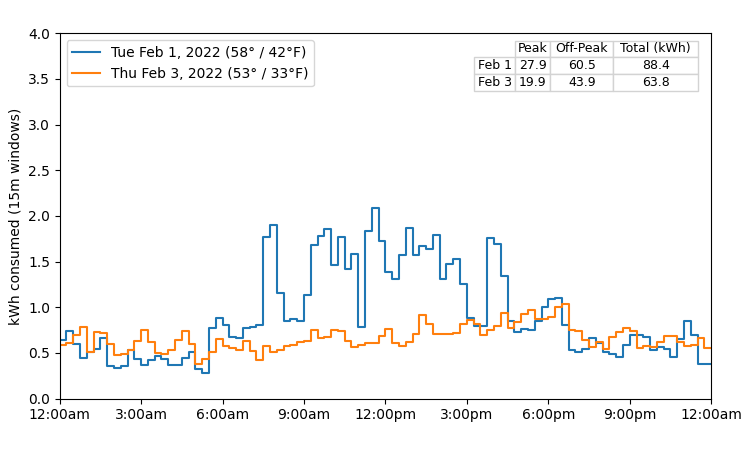 4.0
3.5
3.0
2.5
2.0
1.5
1.0
0.5
0.0
kWh consumed (15m windows)
Tue Feb 1, 2022 (58° / 42°F)
Thu Feb 3, 2022 (53° / 33°F)
Peak Off-Peak Total (kWh)
Feb 1 27.9 60.5 88.4
Feb 3 19.9 43.9 63.8
12:00am 3:00am 6:00am 9:00am 12:00pm 3:00pm 6:00pm 9:00pm 12:00am